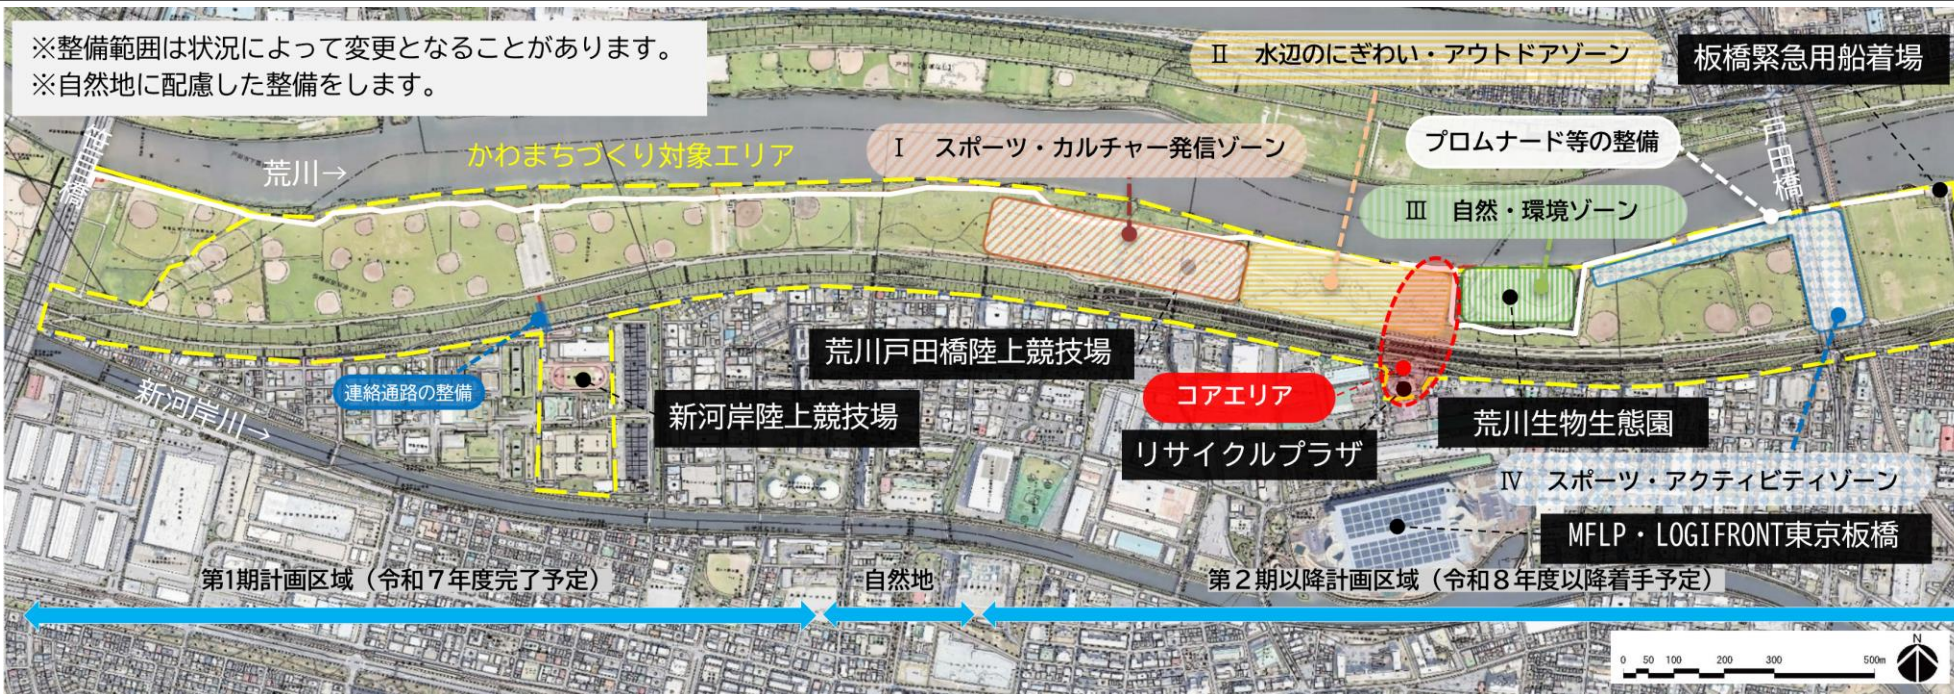 ※整備範囲は状況によって変更となることがあります。
※自然地に配慮した整備をします。
Ⅱ 水辺のにぎわい・アウトドアゾーン
板橋緊急用船着場
笹目橋
荒川→
かわまちづくり対象エリア
Ⅰ スポーツ・カルチャー発信ゾーン
プロムナード等の整備
戸田橋
Ⅲ 自然・環境ゾーン
連絡通路の整備
新河岸川→
荒川戸田橋陸上競技場
新河岸陸上競技場
コアエリア
リサイクルプラザ
荒川生物生態園
Ⅳ スポーツ・アクティビティゾーン
MFLP・LOGIFRONT東京板橋
第1期計画区域（令和７年度完了予定）
自然地
第２期以降計画区域（令和８年度以降着手予定）
0 50 100 200 300 500m
N